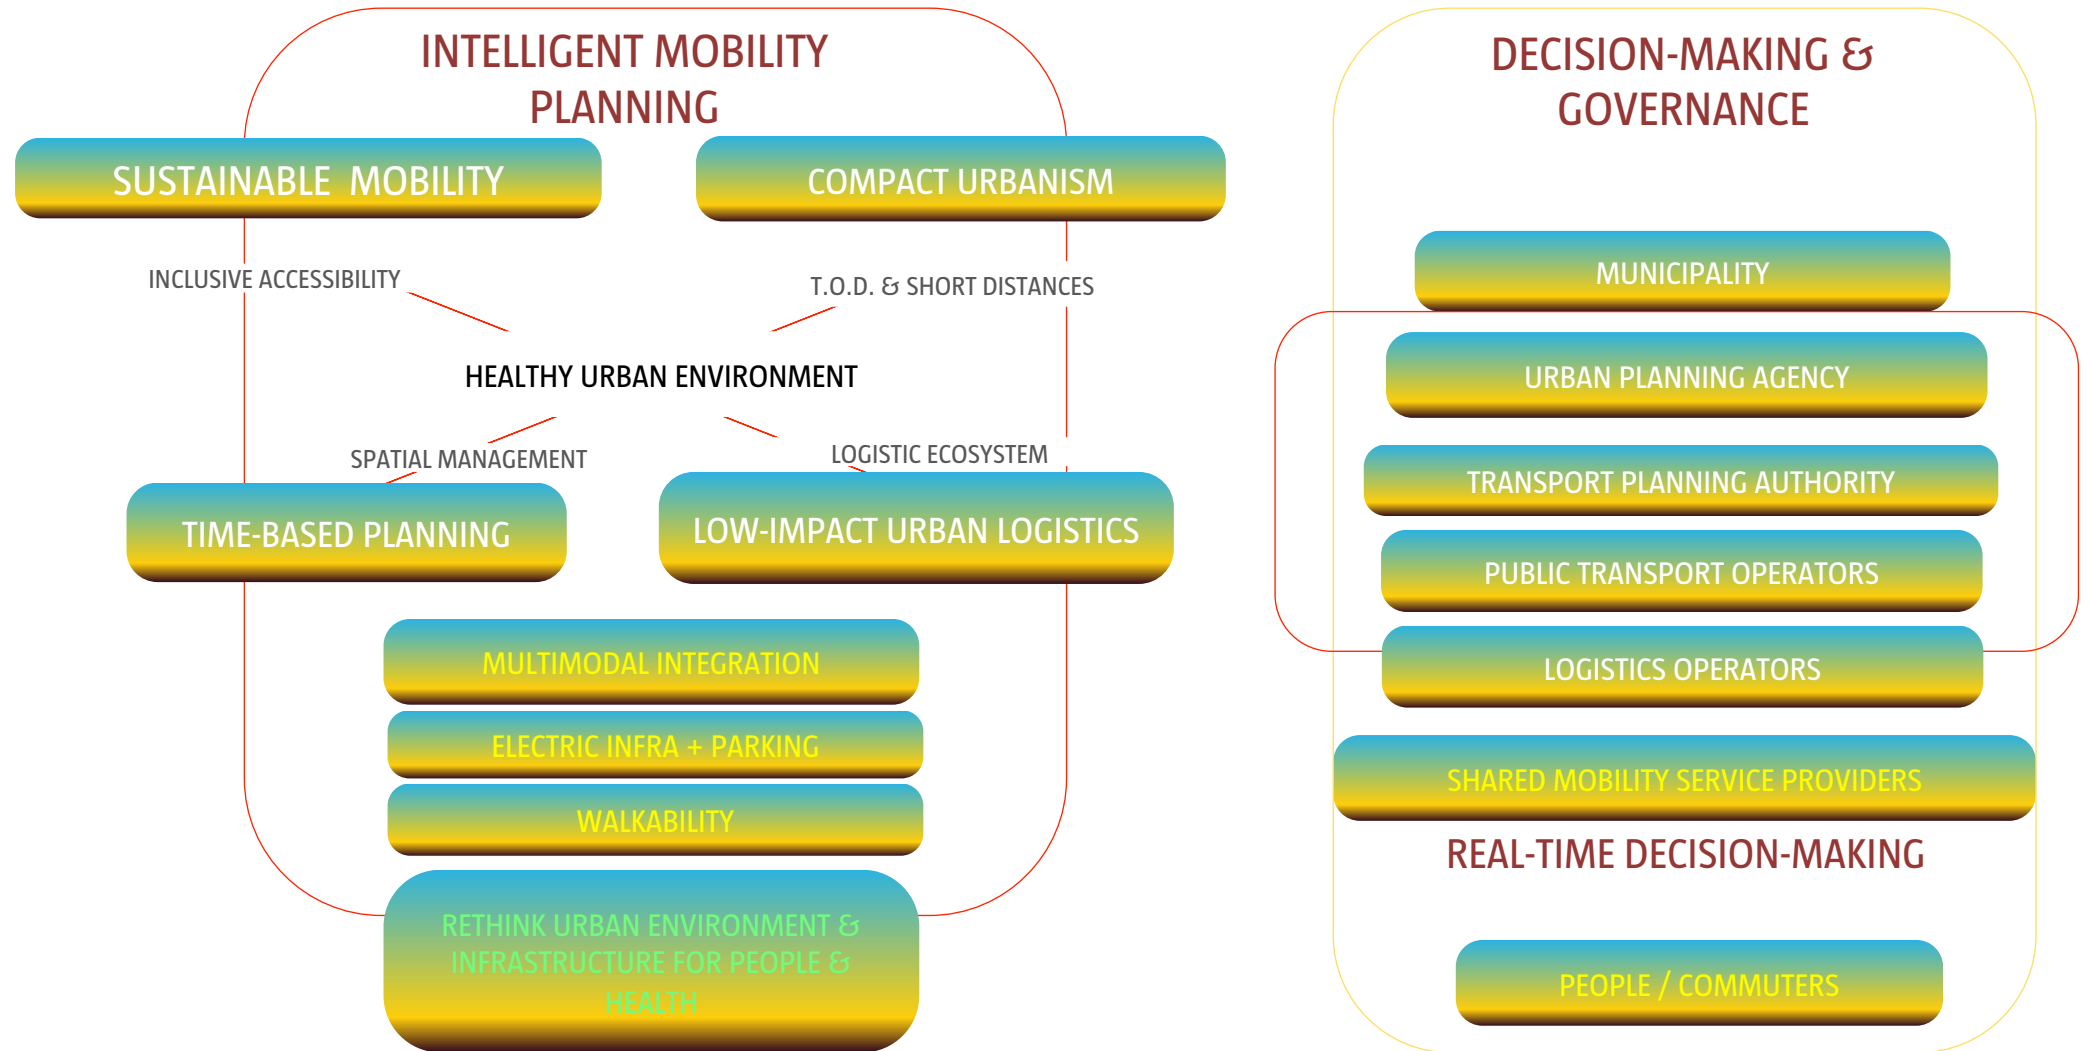 INTELLIGENT MOBILITY
PLANNING
SUSTAINABLE MOBILITY
COMPACT URBANISM
INCLUSIVE ACCESSIBILITY
T.O.D. & SHORT DISTANCES
HEALTHY URBAN ENVIRONMENT
SPATIAL MANAGEMENT
LOGISTIC ECOSYSTEM
TIME-BASED PLANNING
LOW-IMPACT URBAN LOGISTICS
MULTIMODAL INTEGRATION
ELECTRIC INFRA + PARKING
WALKABILITY
RETHINK URBAN ENVIRONMENT &
INFRASTRUCTURE FOR PEOPLE &
HEALTH
DECISION-MAKING &
GOVERNANCE
MUNICIPALITY
URBAN PLANNING AGENCY
TRANSPORT PLANNING AUTHORITY
PUBLIC TRANSPORT OPERATORS
LOGISTICS OPERATORS
SHARED MOBILITY SERVICE PROVIDERS
REAL-TIME DECISION-MAKING
PEOPLE / COMMUTERS